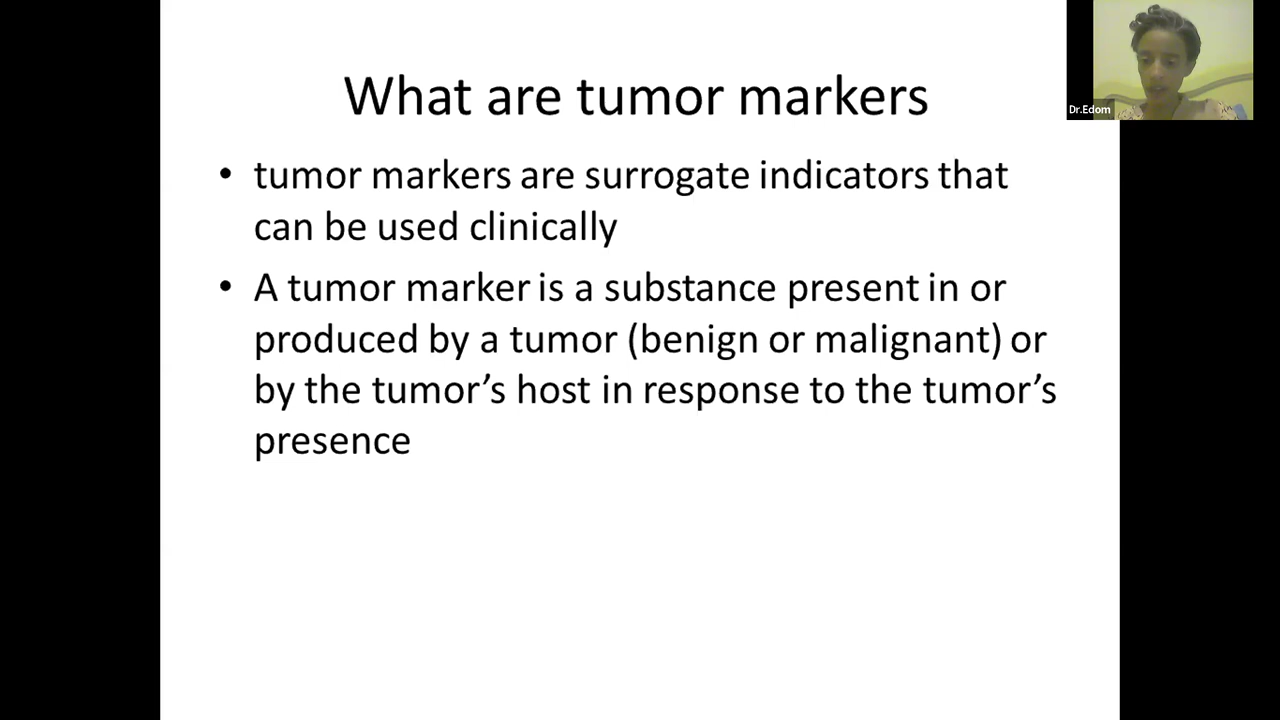 What are tumor markers
• tumor markers are surrogate indicators that
can be used clinically
• A tumor marker is a substance present in or
produced by a tumor (benign or malignant) or
by the tumor’s host in response to the tumor’s
presence
Dr.Edom